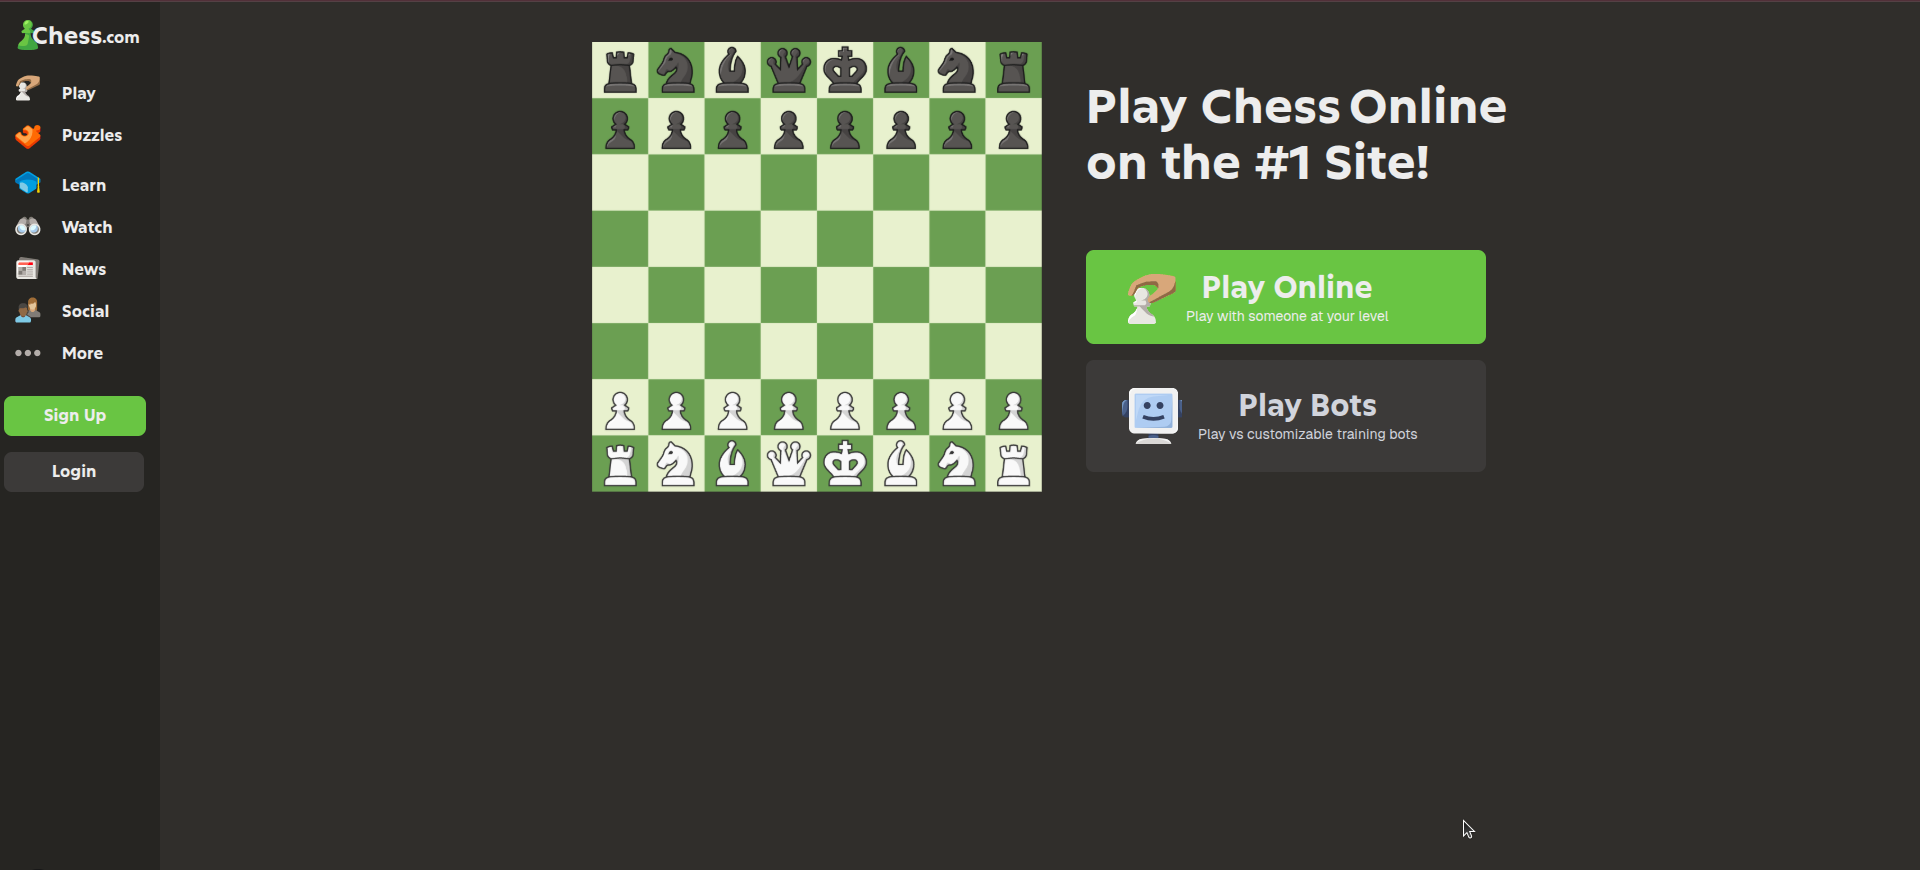 Chess.com
Play
Puzzles
Learn
Watch
News
Social
More
Sign Up
Login
Play Chess Online
on the #1 Site!
Play Online
Play with someone at your level
Play Bots
Play vs customizable training bots